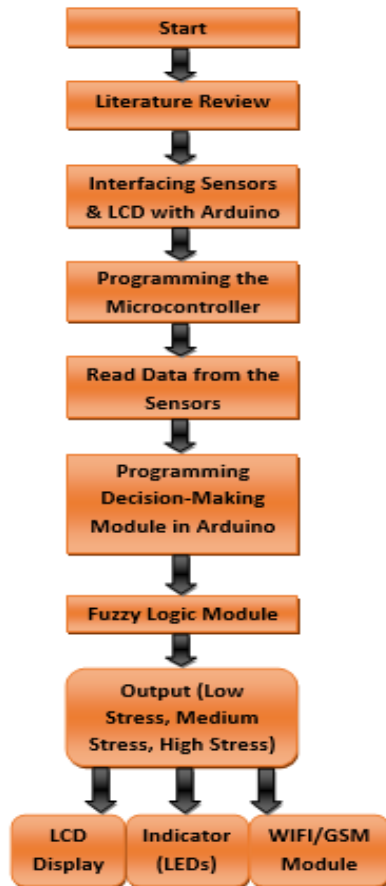 Start
Literature Review
Interfacing Sensors
& LCD with Arduino
Programming the
Microcontroller
Read Data from the
Sensors
Programming
Decision-Making
Module in Arduino
Fuzzy Logic Module
Output (Low
Stress, Medium
Stress, High Stress)
LCD
Display
Indicator
(LEDs)
WIFI/GSM
Module